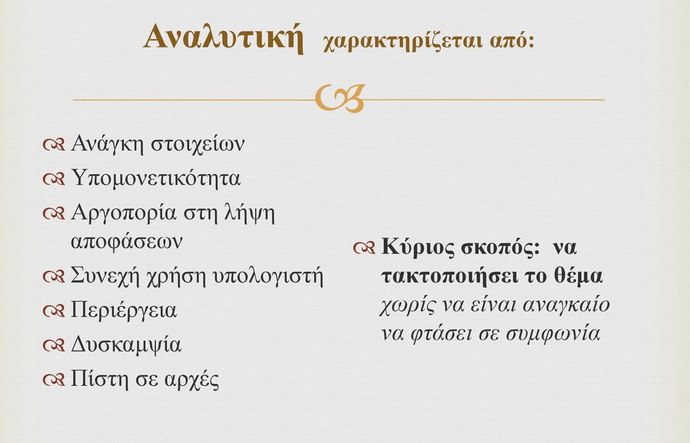 Αναλυτική χαρακτηρίζεται από:
Ανάγκη στοιχείων
Υπομονετικότητα
Αργοπορία στη λήψη
αποφάσεων
Συνεχή χρήση υπολογιστή
Περιέργεια
Δυσκαμψία
Πίστη σε αρχές
Κύριος σκοπός: να
τακτοποιήσει το θέμα
χωρίς να είναι αναγκαίο
να φτάσει σε συμφωνία